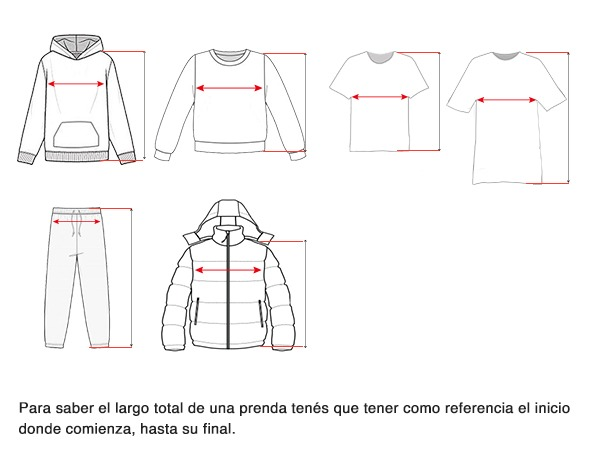 Para saber el largo total de una prenda tenés que tener como referencia el inicio
donde comienza, hasta su final.